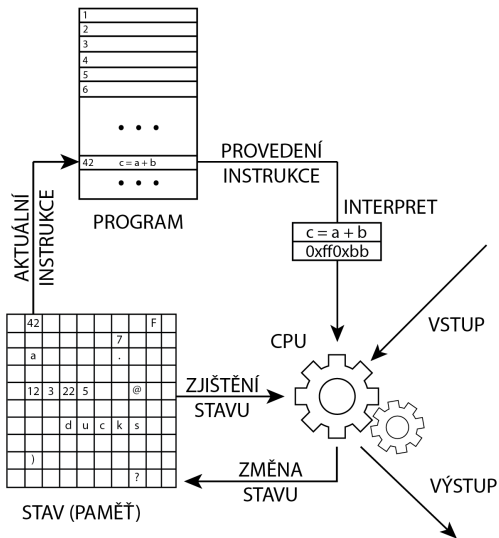 1
2
3
4
5
6
• • •
42 c = a + b
• • •
PROGRAM
PROVEDENÍ
INSTRUKCE
AKTUÁLNÍ
INSTRUKCE
INTERPRET
c = a + b
0xff0xbb
CPU
VSTUP
42 F
7
a .
12 3 22 5 @
d u c k s
)
?
STAV (PAMĚŤ)
ZJIŠTĚNÍ
STAVU
ZMĚNA
STAVU
VÝSTUP